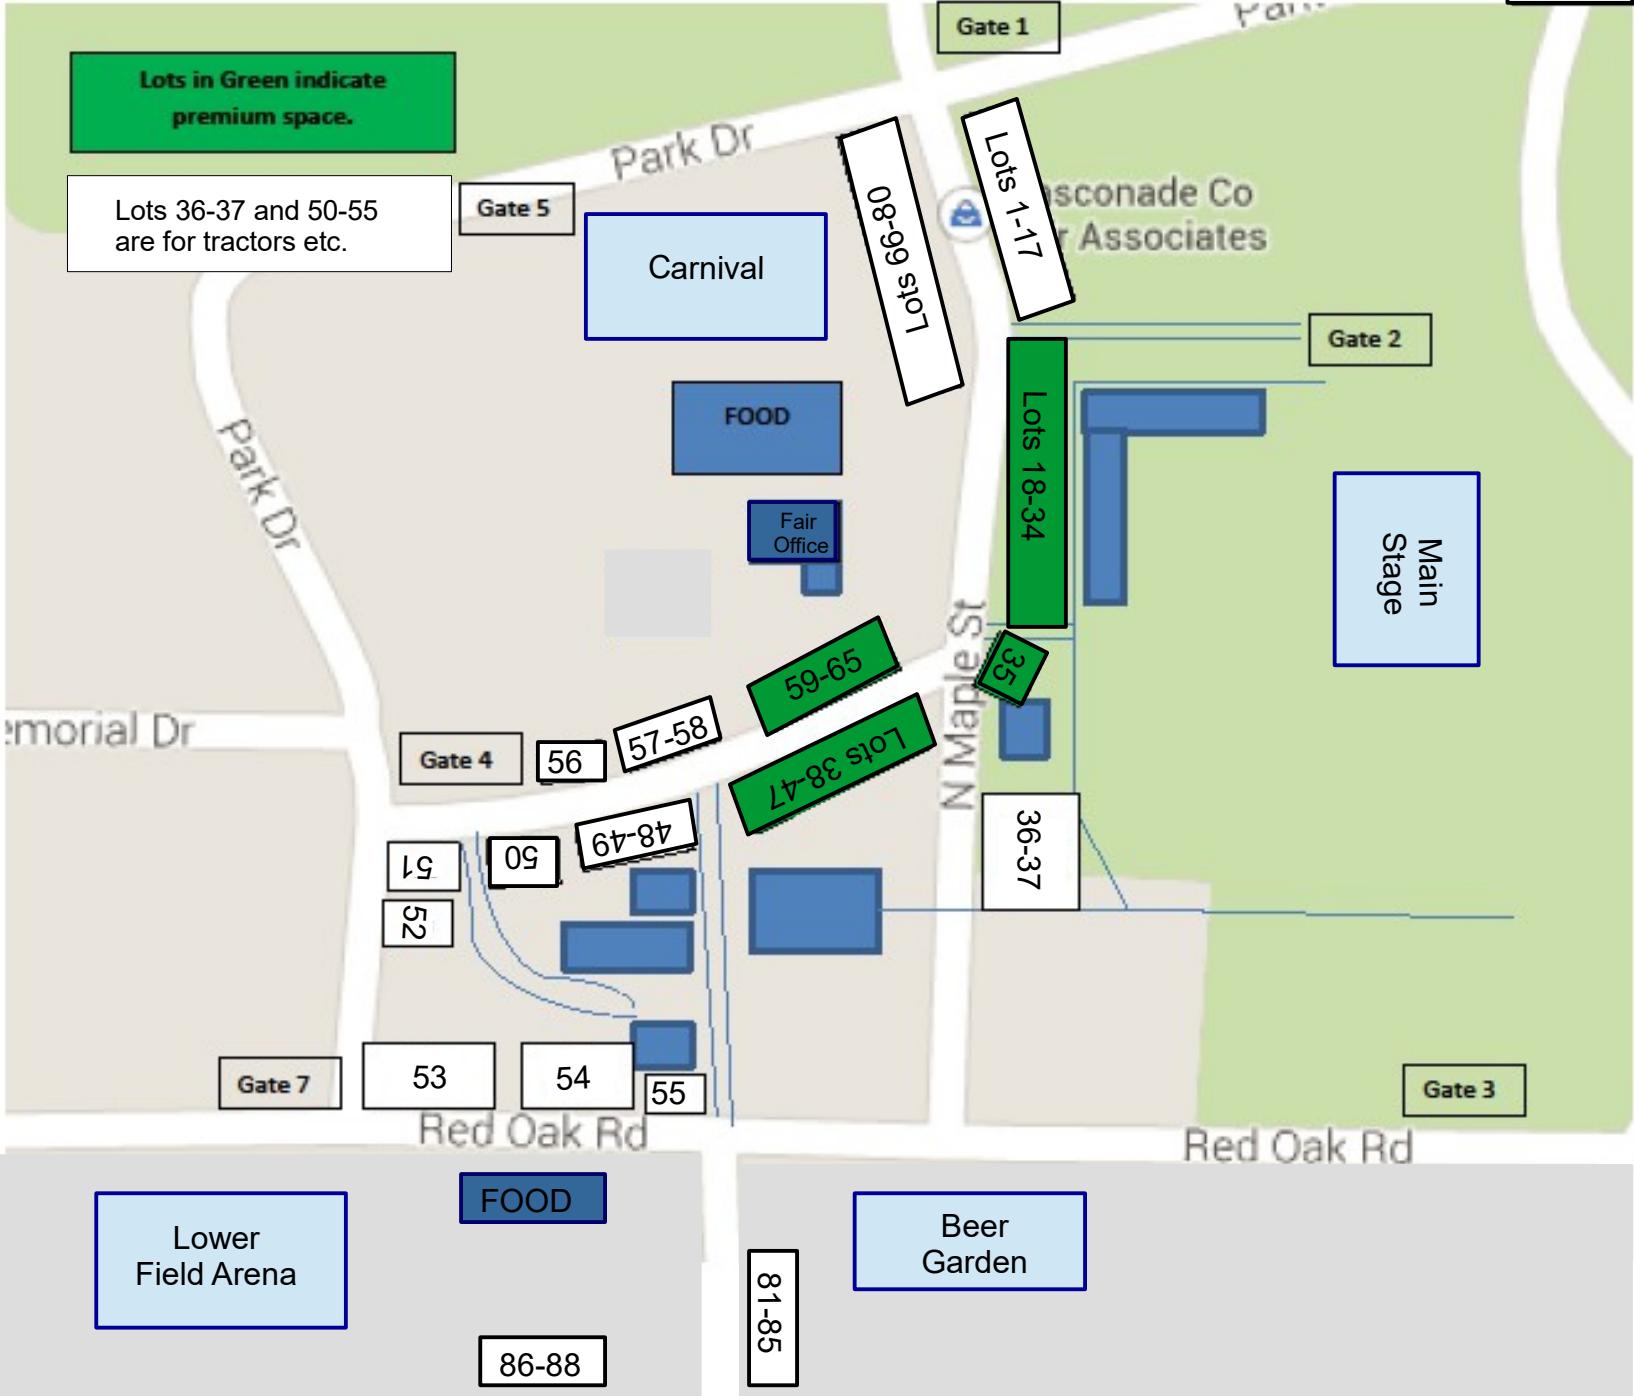 Gate 1
Lots in Green indicate
premium space.
Park Dr
Lots 36-37 and 50-55
are for tractors etc.
Gate 5
Carnival
Lots 66-80
Lots 1-17
asconade Co
r Associates
Gate 2
FOOD
Lots 18-34
Park Dr
Fair
Office
Main
Stage
N Maple St
35
59-65
57-58
56
Gate 4
emorial Dr
Lots 38-47
36-37
48-49
50
51
52
53
54
55
Gate 7
Gate 3
Red Oak Rd
Red Oak Rd
FOOD
Lower
Field Arena
Beer
Garden
81-85
86-88